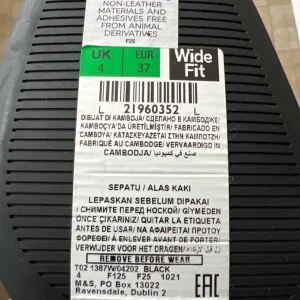 NON-LEATHER
MATERIALS AND
ADHESIVES FREE
FROM ANIMAL
DERIVATIVES
F25
UK
4
EUR
37
Wide
Fit
L 21960352 L
DIBUAT DI KAMBOJA/ СДЕЛАНО В КАМБОДЖЕ/
KAMBOÇYA'DA ÜRETİLMİŞTİR/ FABRICADO EN
CAMBOYA/ ΚΑΤΑΣΚΕΥΑΖΕΤΑΙ ΣΤΗΝ ΚΑΜΠΟΤΖΗ/
FABRIQUÉ AU CAMBODGE/ VERVAARDIGD IN
CAMBODJA/ صنع في كمبوديا
SEPATU / ALAS KAKI
LEPASKAN SEBELUM DIPAKAI
/ СНИМИТЕ ПЕРЕД НОСКОЙ/ GİYMEDEN
ÖNCE ÇIKARINIZ/ QUITAR LA ETIQUETA
ANTES DE USAR/ ΝΑ ΑΦΑΙΡΕΙΤΑΙ ΠΡΟΤΟΥ
ΦΟΡΕΘΕΙ/ À ENLEVER AVANT DE PORTER/
VERWIJDEREN VOOR HET DRAGEN/
REMOVE BEFORE WEAR
T02 1387W/04202 BLACK
4 F125 F25 1021
M&S, PO Box 13022
Ravensdale, Dublin 2
EAC